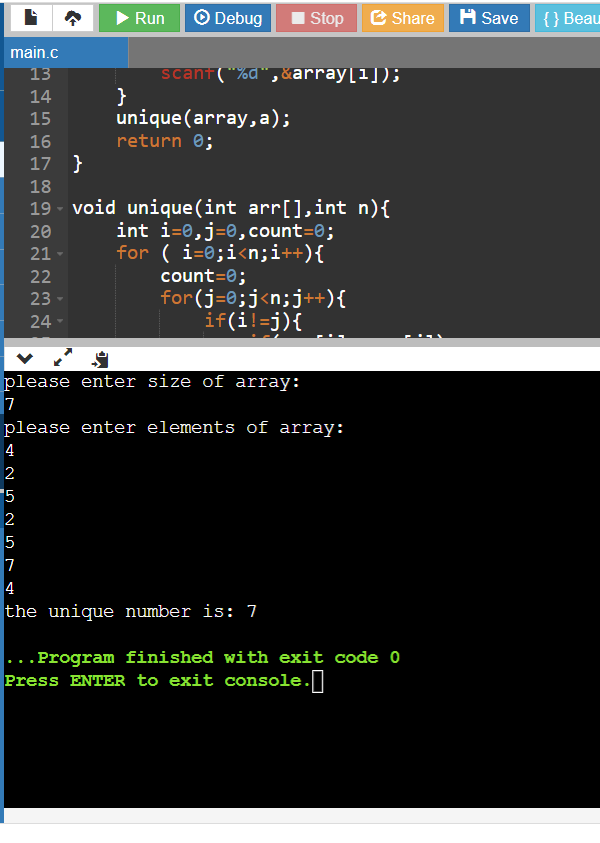 Run Debug Stop Share Save { } Beau
main.c
13 scanf("%d",&array[i]);
14 }
15 unique(array,a);
16 return 0;
17 }
18
19 void unique(int arr[],int n){
20 int i=0,j=0,count=0;
21 for ( i=0;i<n;i++){
22 count=0;
23 for(j=0;j<n;j++){
24 if(i!=j){
please enter size of array:
7
please enter elements of array:
4
2
5
2
5
7
4
the unique number is: 7
...Program finished with exit code 0
Press ENTER to exit console.